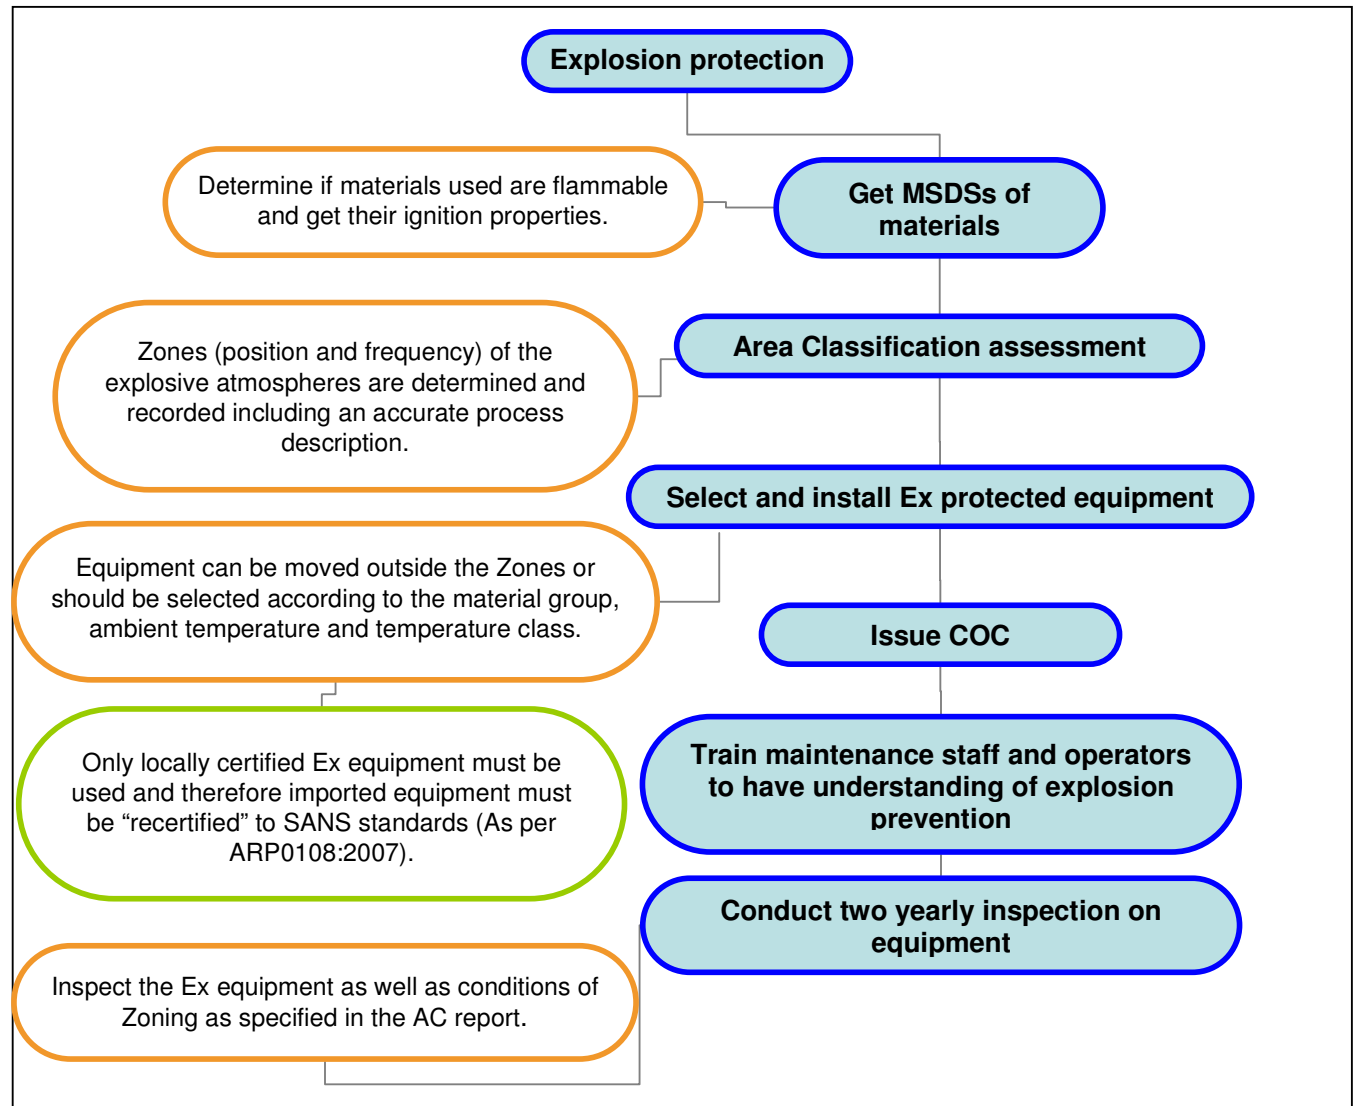 Explosion protection
Determine if materials used are flammable
and get their ignition properties.
Get MSDSs of
materials
Zones (position and frequency) of the
explosive atmospheres are determined and
recorded including an accurate process
description.
Area Classification assessment
Select and install Ex protected equipment
Equipment can be moved outside the Zones or
should be selected according to the material group,
ambient temperature and temperature class.
Issue COC
Only locally certified Ex equipment must be
used and therefore imported equipment must
be “recertified” to SANS standards (As per
ARP0108:2007).
Train maintenance staff and operators
to have understanding of explosion
prevention
Conduct two yearly inspection on
equipment
Inspect the Ex equipment as well as conditions of
Zoning as specified in the AC report.